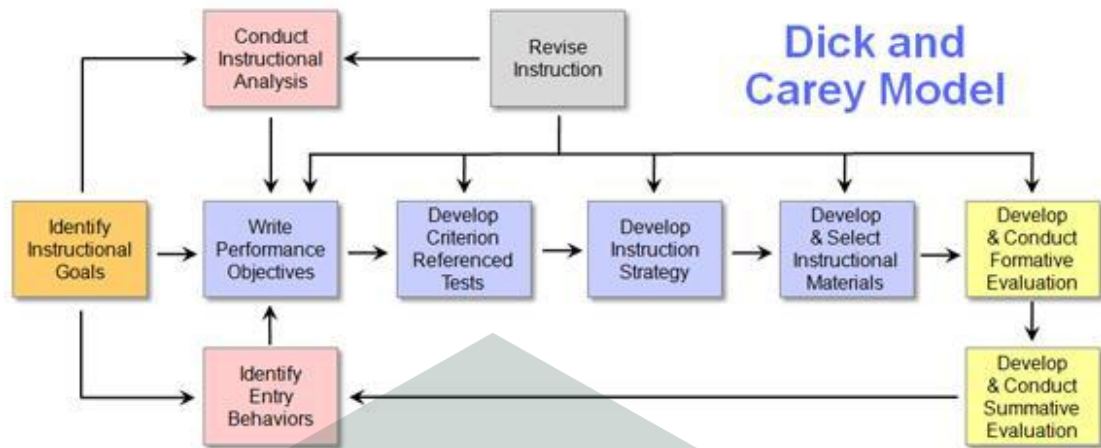 Conduct
Instructional
Analysis
Revise
Instruction
Dick and
Carey Model
Identify
Instructional
Goals
Write
Performance
Objectives
Develop
Criterion
Referenced
Tests
Develop
Instruction
Strategy
Develop
& Select
Instructional
Materials
Develop
& Conduct
Formative
Evaluation
Identify
Entry
Behaviors
Develop
& Conduct
Summative
Evaluation